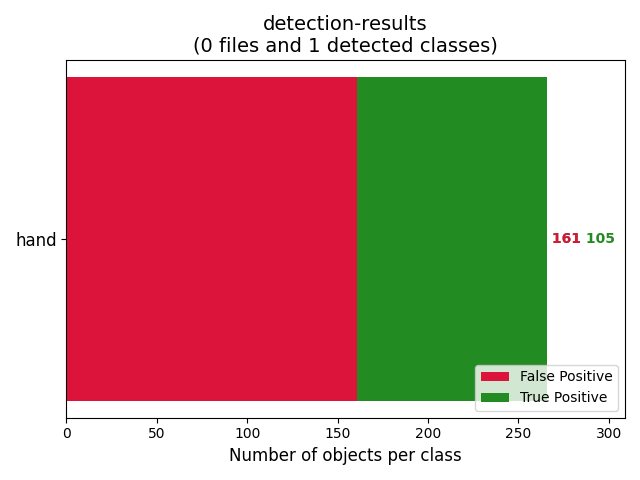 detection-results
(0 files and 1 detected classes)
hand
161 105
False Positive
True Positive
0 50 100 150 200 250 300
Number of objects per class